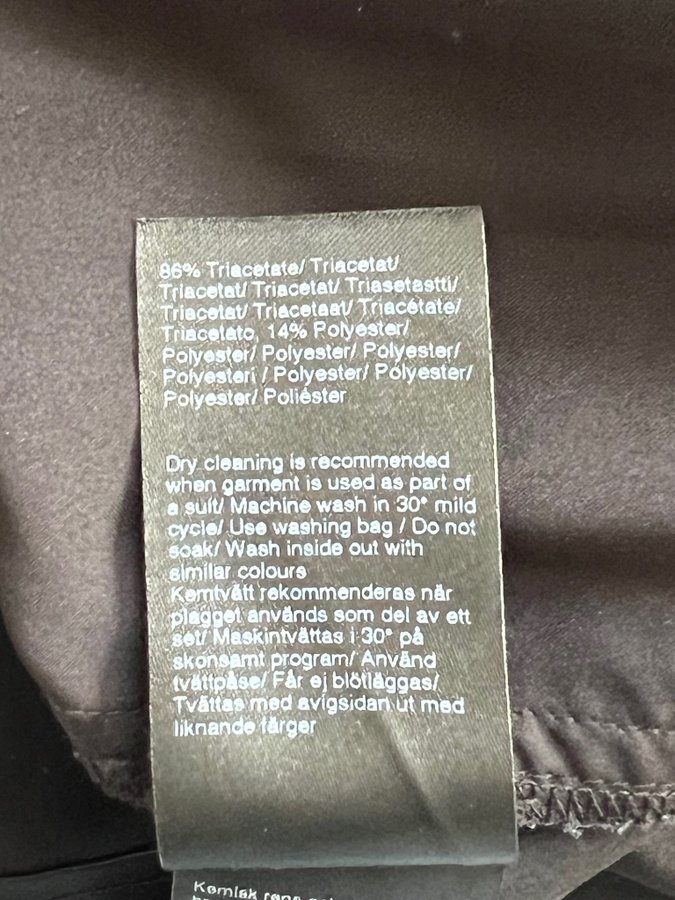 86% Triacetate/ Triacetat/
Triacetat/ Triacetat/ Triasetastti/
Triacetat/ Triacetaat/ Triacétate/
Triacetato, 14% Polyester/
Polyester/ Polyester/ Polyester/
Polyesteri / Polyester/ Polyester/
Polyester/ Poliéster
Dry cleaning is recommended
when garment is used as part of
a suit/ Machine wash in 30° mild
cycle/ Use washing bag / Do not
soak/ Wash inside out with
similar colours
Kemtvätt rekommenderas när
plagget används som del av ett
set/ Maskintvättas i 30° på
skonsamt program/ Använd
tvättpåse/ Får ej blötläggas/
Tvättas med avigsidan ut med
liknande färger
Kemisk